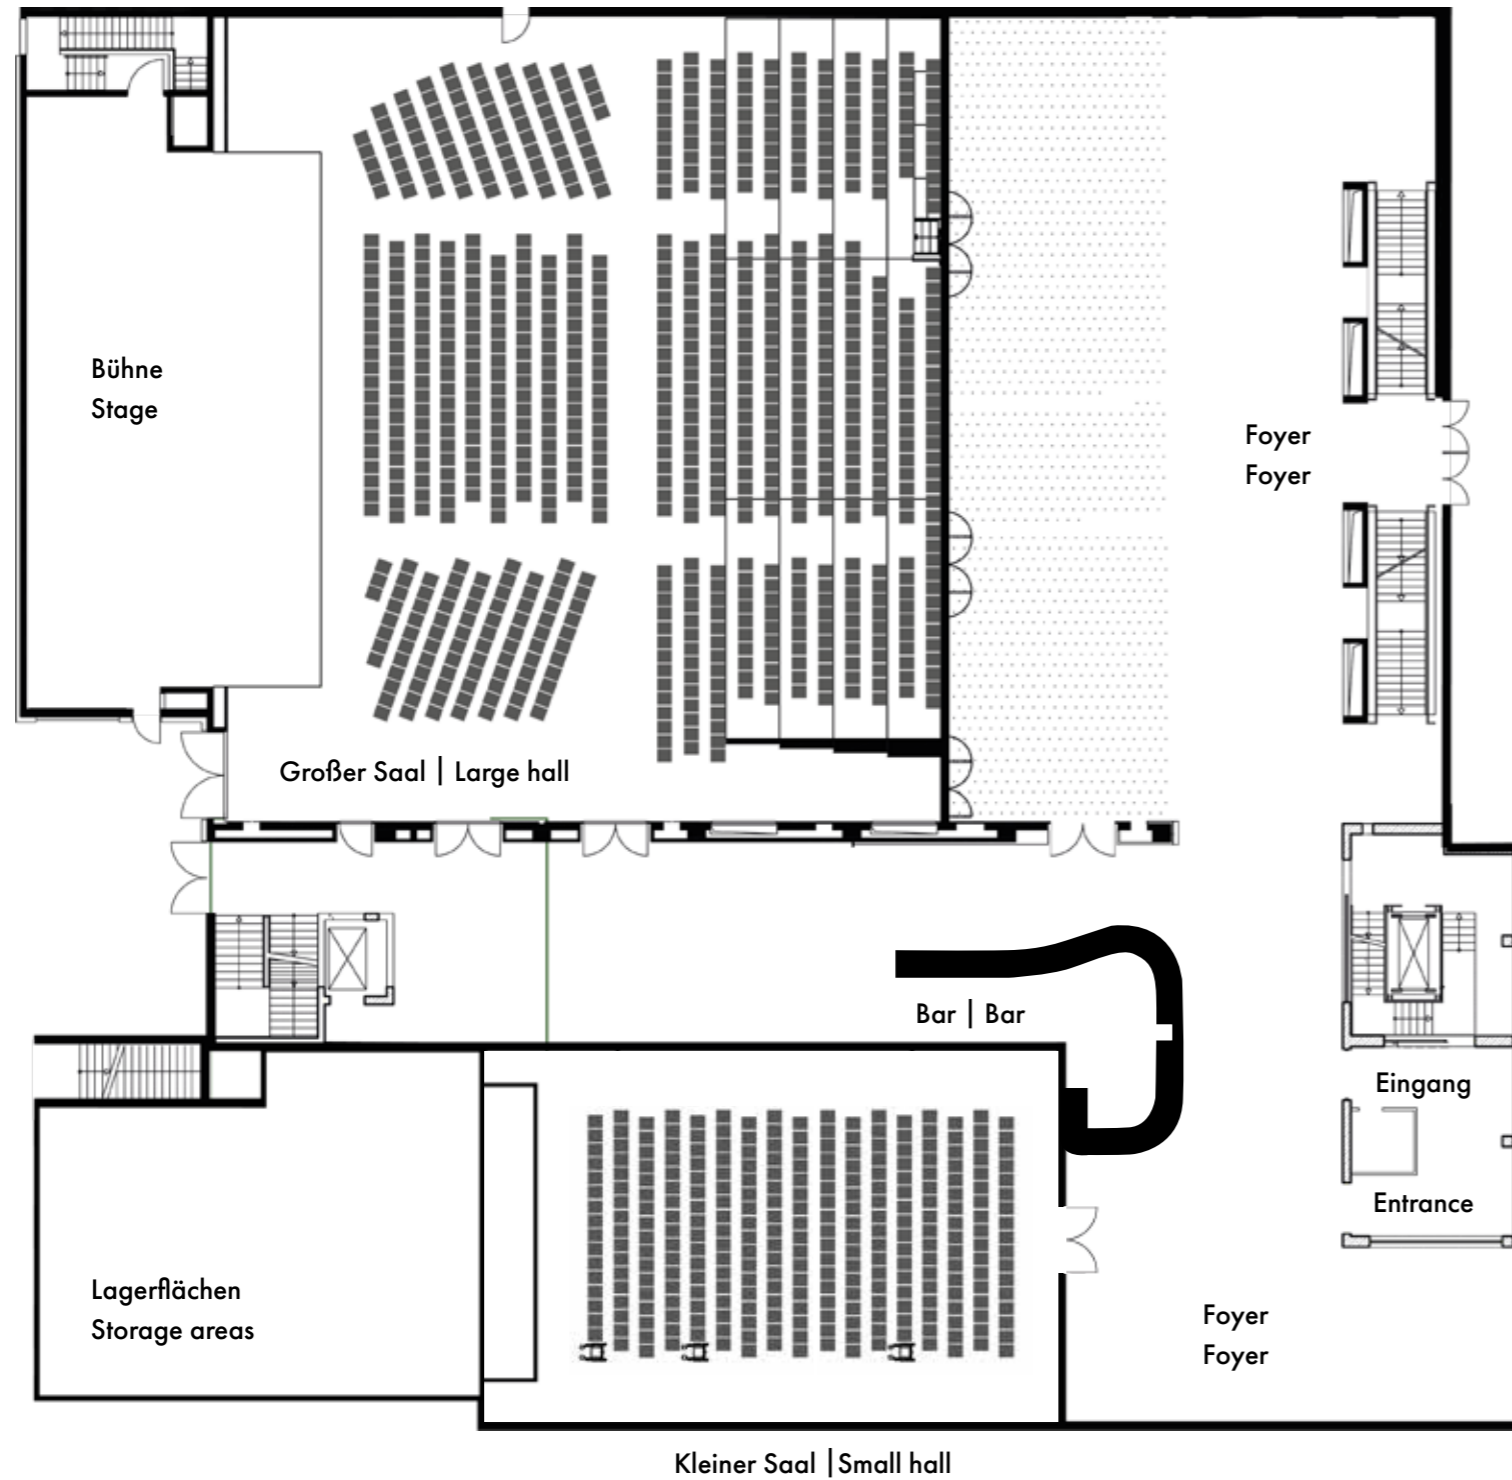 Bühne
Stage
Foyer
Foyer
Großer Saal | Large hall
Bar | Bar
Eingang
Entrance
Lagerflächen
Storage areas
Foyer
Foyer
Kleiner Saal | Small hall